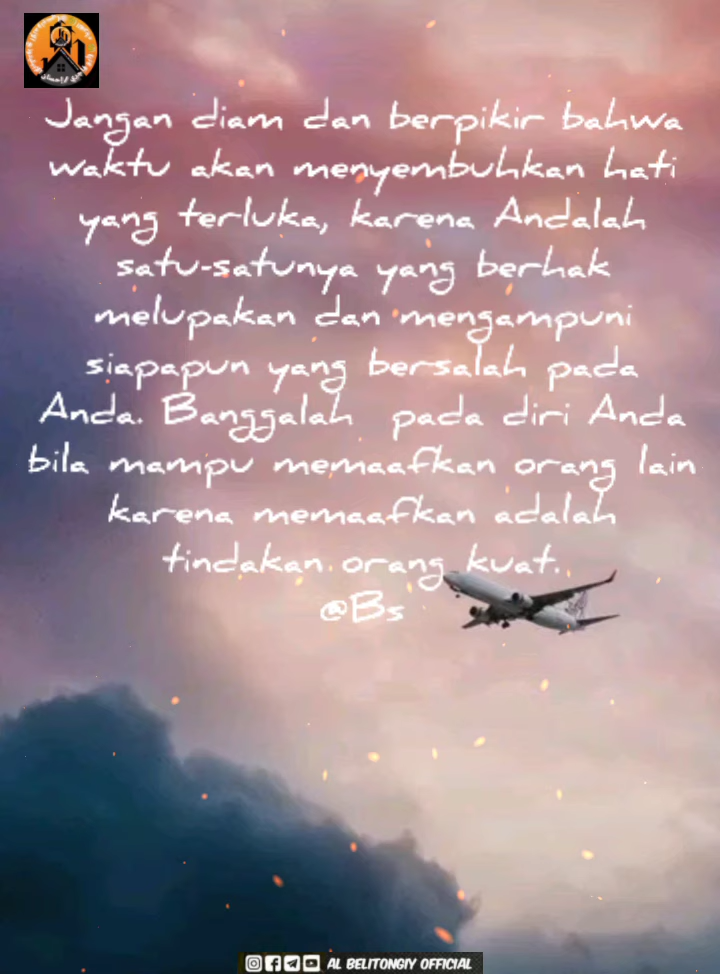 Jangan diam dan berpikir bahwa
waktu akan menyembuhkan hati
yang terluka, karena Andalah
satu-satunya yang berhak
melupakan dan mengampuni
siapapun yang bersalah pada
Anda. Banggalah pada diri Anda
bila mampu memaafkan orang lain
karena memaafkan adalah
tindakan orang kuat.
@Bs
AL BELITONGIY OFFICIAL